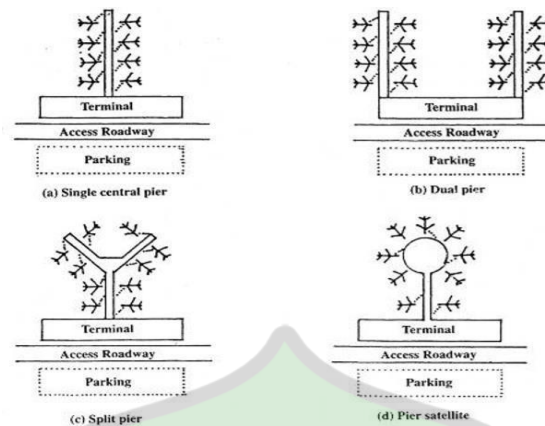 Terminal
Access Roadway
Parking
(a) Single central pier
Terminal
Access Roadway
Parking
(b) Dual pier
Terminal
Access Roadway
Parking
(c) Split pier
Terminal
Access Roadway
Parking
(d) Pier satellite